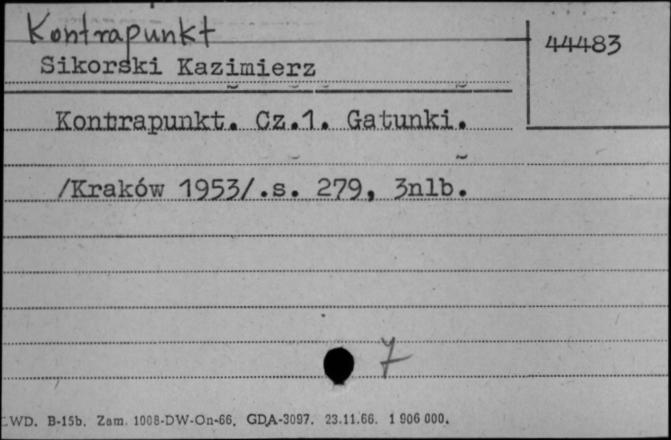 Kontrapunkt
44483
Sikorski Kazimierz
Kontrapunkt. Cz.1. Gatunki.
/Kraków 1953/.s. 279, 3nlb.
7
WD. B-15b. Zam. 1008-DW-On-66. GDA-3097. 23.11.66. 1 906 000.